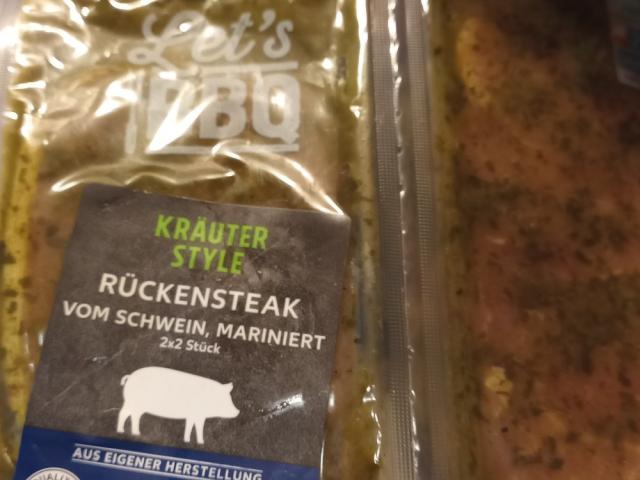 Let's
BBQ
KRÄUTER
STYLE
RÜCKENSTEAK
VOM SCHWEIN, MARINIERT
2x2 Stück
AUS EIGENER HERSTELLUNG